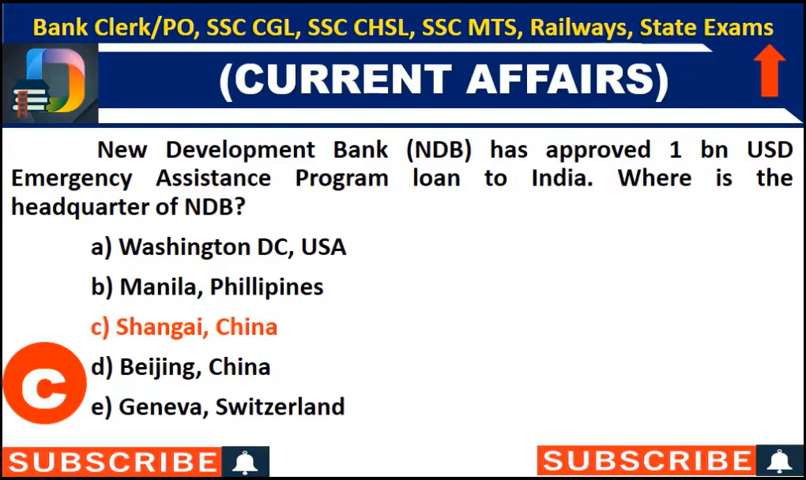 Bank Clerk/PO, SSC CGL, SSC CHSL, SSC MTS, Railways, State Exams
(CURRENT AFFAIRS)
New Development Bank (NDB) has approved 1 bn USD
Emergency Assistance Program loan to India. Where is the
headquarter of NDB?
a) Washington DC, USA
b) Manila, Phillipines
c) Shangai, China
d) Beijing, China
e) Geneva, Switzerland
C
SUBSCRIBE
SUBSCRIBE